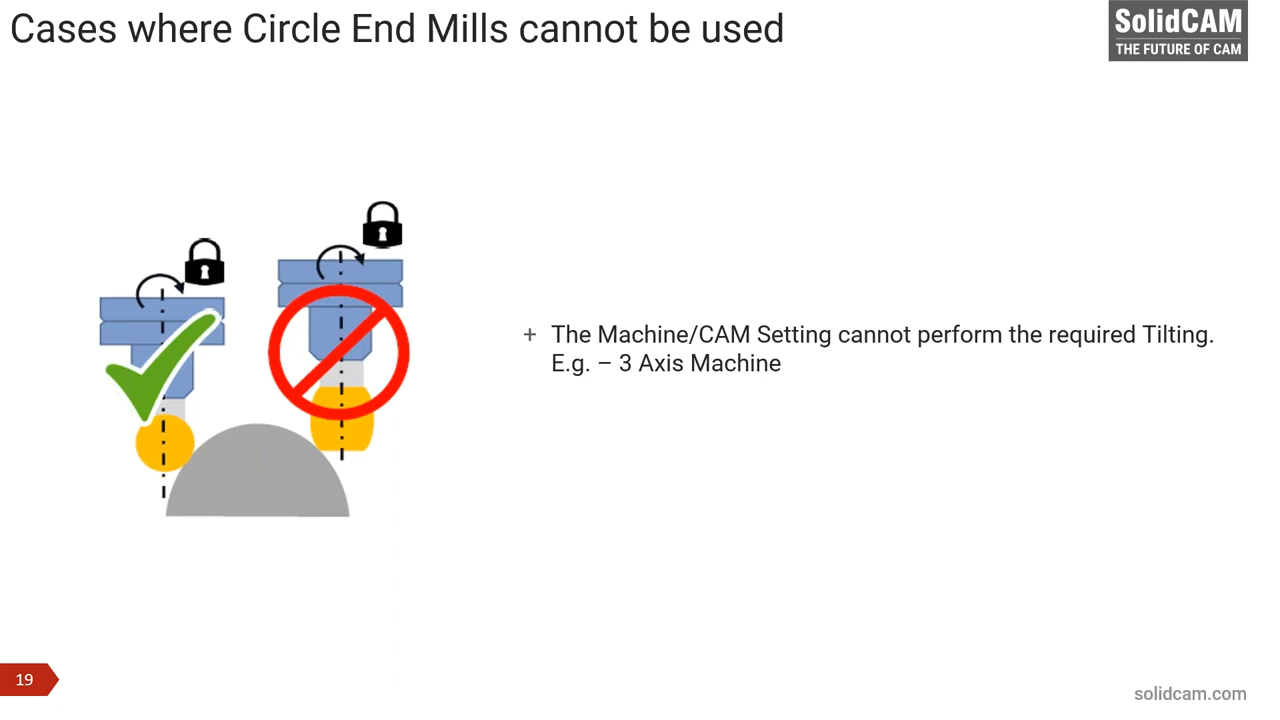 Cases where Circle End Mills cannot be used
SolidCAM
THE FUTURE OF CAM
+ The Machine/CAM Setting cannot perform the required Tilting.
E.g. – 3 Axis Machine
19
solidcam.com